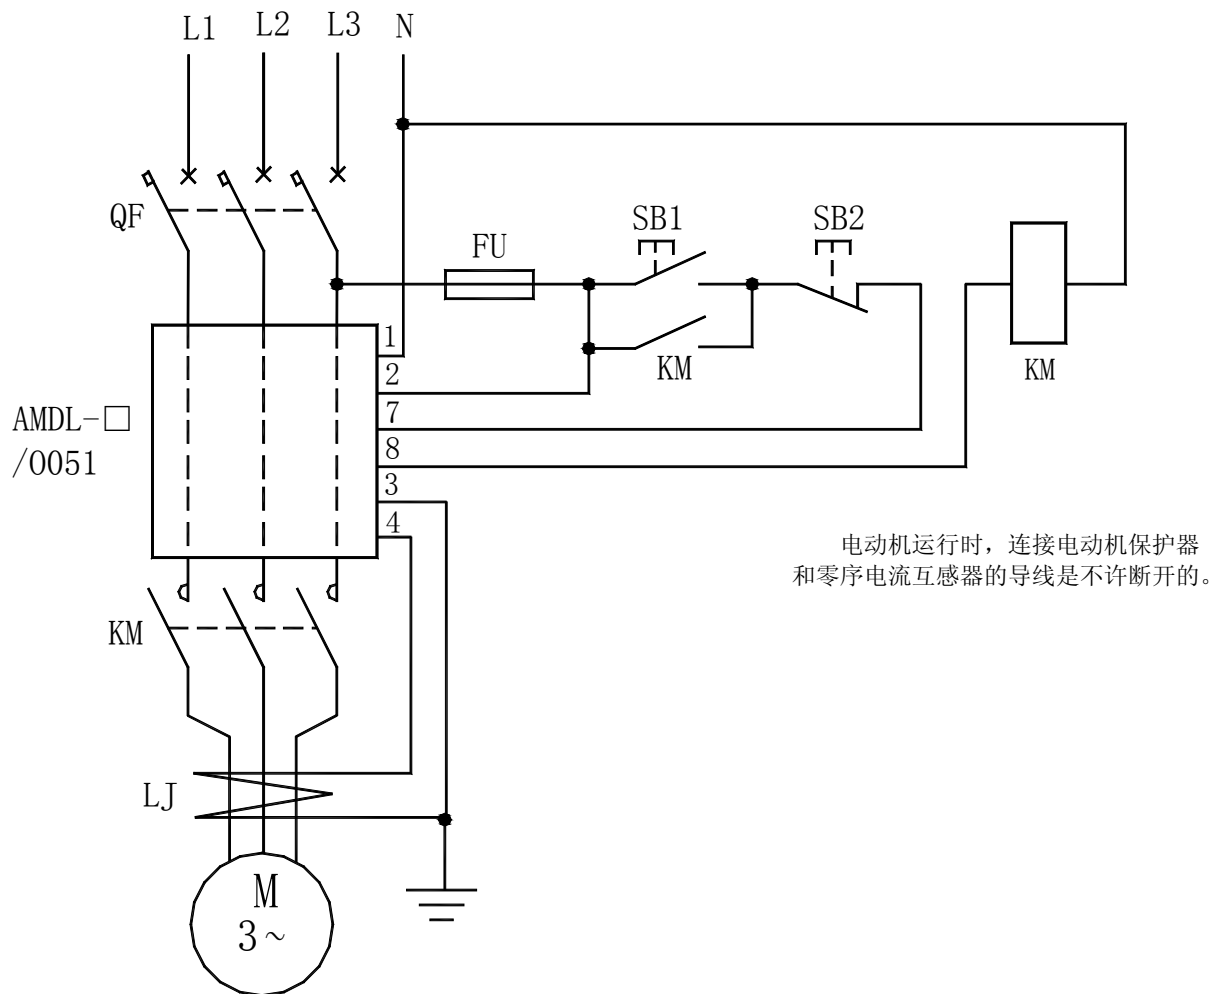 L1 L2 L3 N
QF
FU
SB1
SB2
KM
KM
1
2
7
8
3
4
AMDL-□
/0051
电动机运行时，连接电动机保护器
和零序电流互感器的导线是不许断开的。
KM
LJ
M
3~